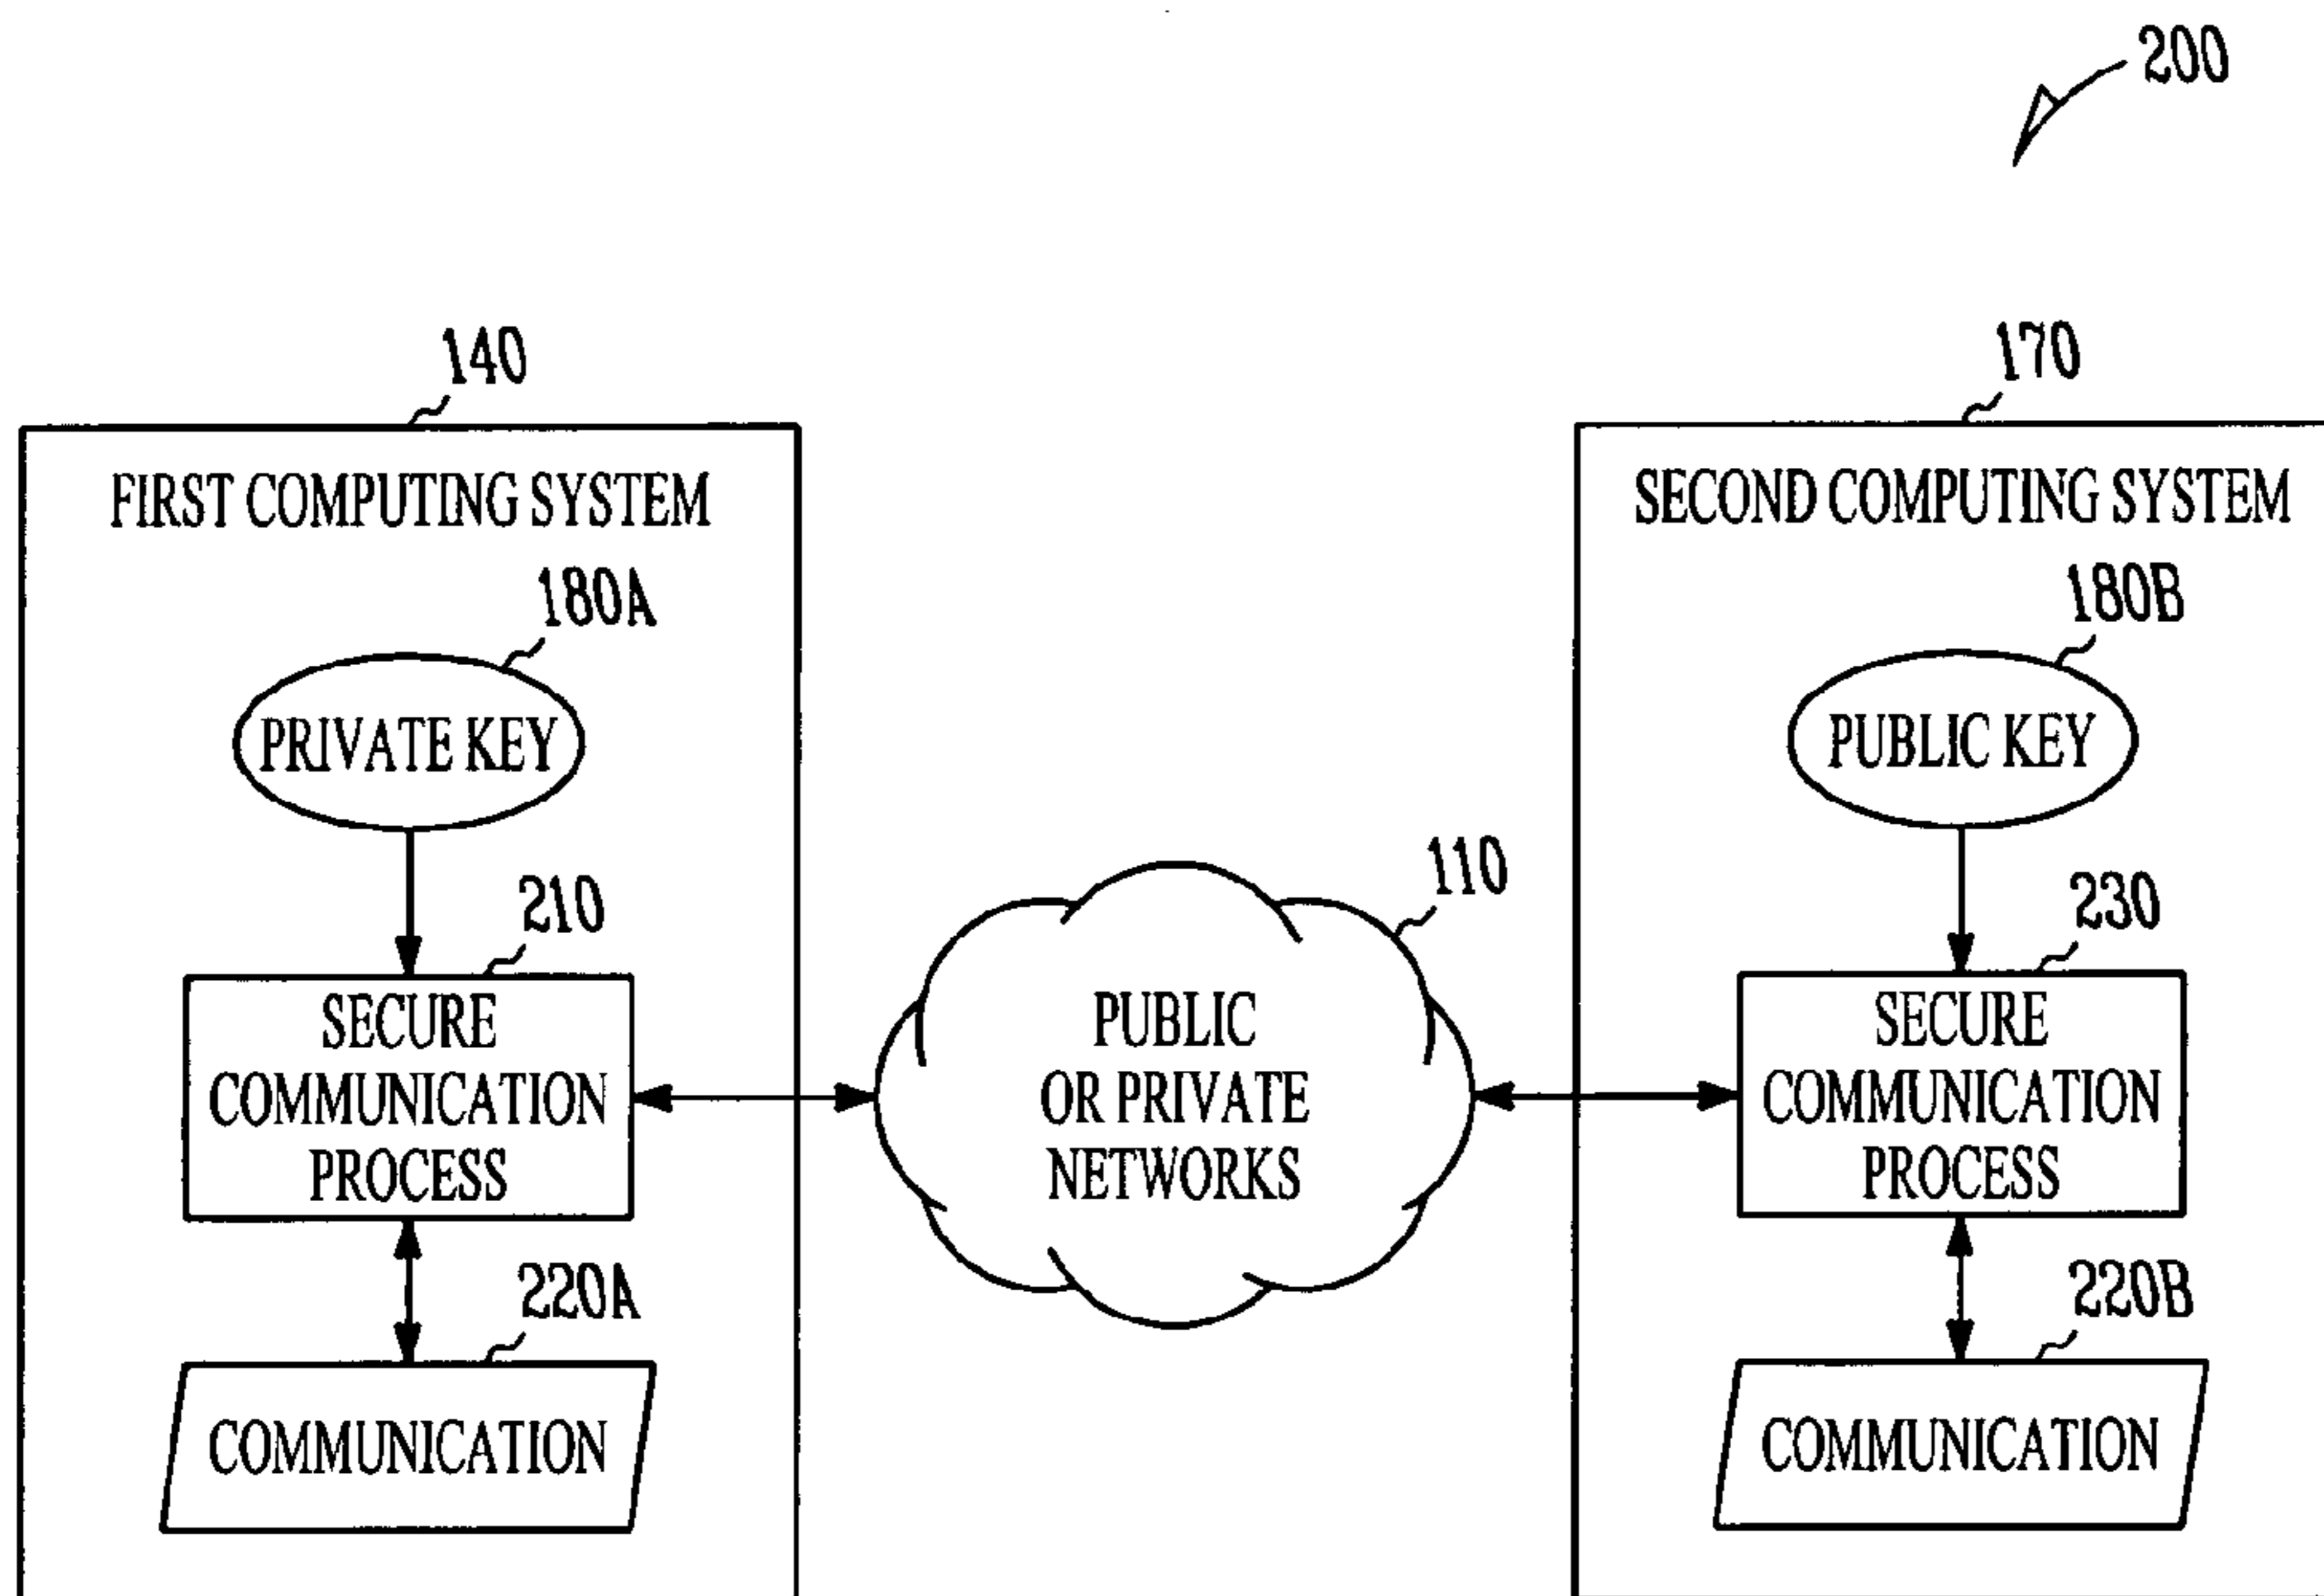 200
140
170
FIRST COMPUTING SYSTEM
SECOND COMPUTING SYSTEM
180A
180B
PRIVATE KEY
PUBLIC KEY
110
210
230
SECURE
COMMUNICATION
PROCESS
PUBLIC
OR PRIVATE
NETWORKS
SECURE
COMMUNICATION
PROCESS
220A
220B
COMMUNICATION
COMMUNICATION